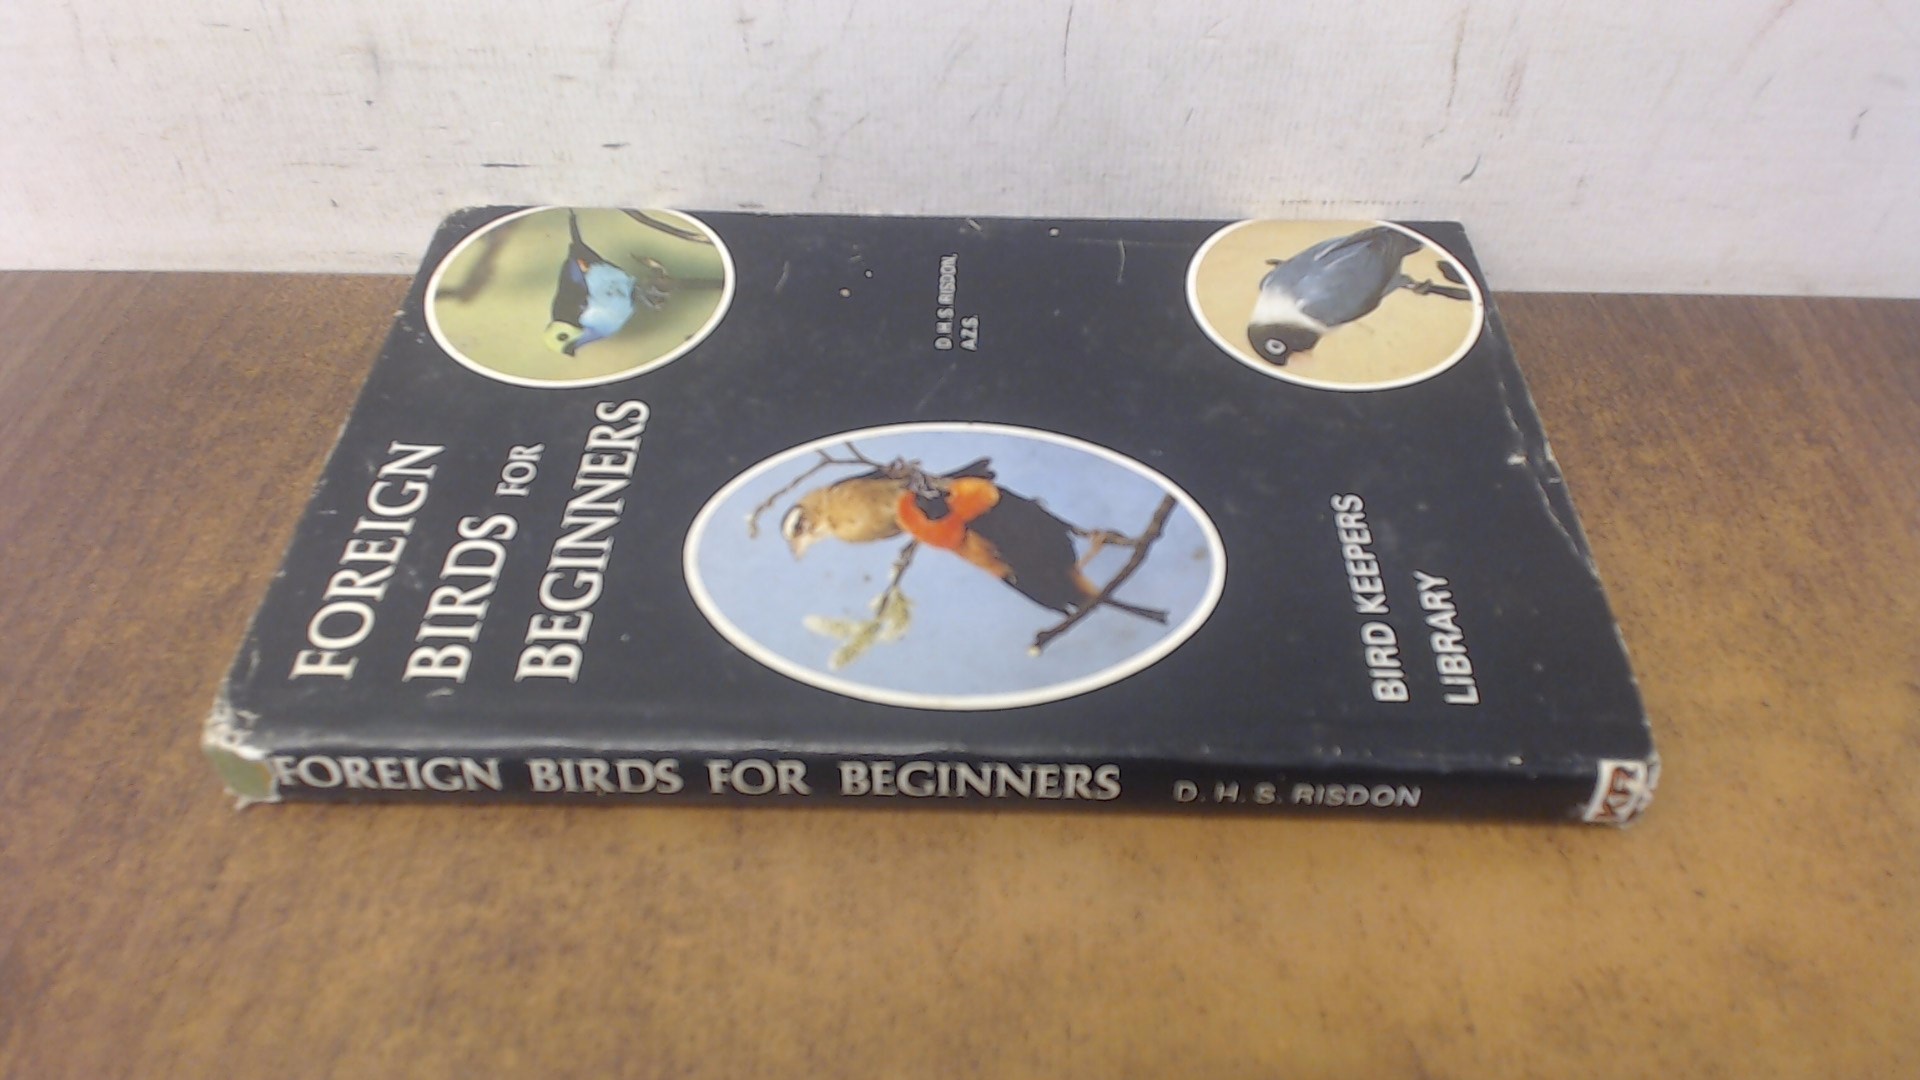 FOREIGN
BIRDS FOR
BEGINNERS
D.H.S. RISDON,
A.Z.S.
BIRD KEEPERS
LIBRARY
FOREIGN BIRDS FOR BEGINNERS D. H. S. RISDON